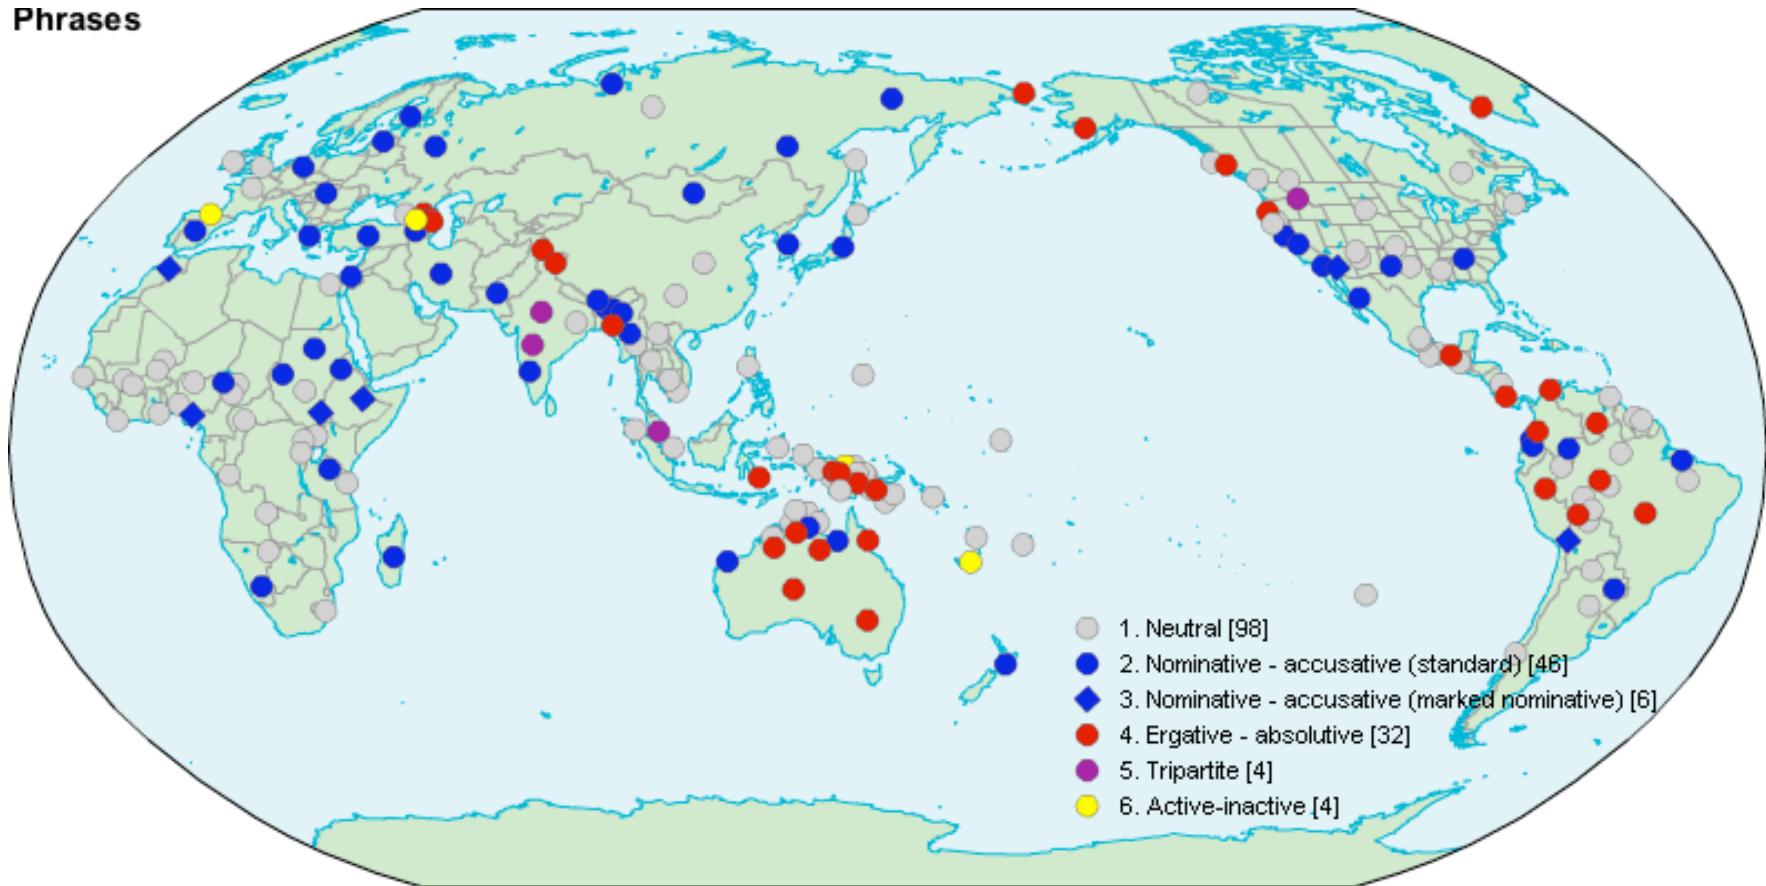 Phrases
1. Neutral [98]
2. Nominative - accusative (standard) [46]
3. Nominative - accusative (marked nominative) [6]
4. Ergative - absolutive [32]
5. Tripartite [4]
6. Active-inactive [4]